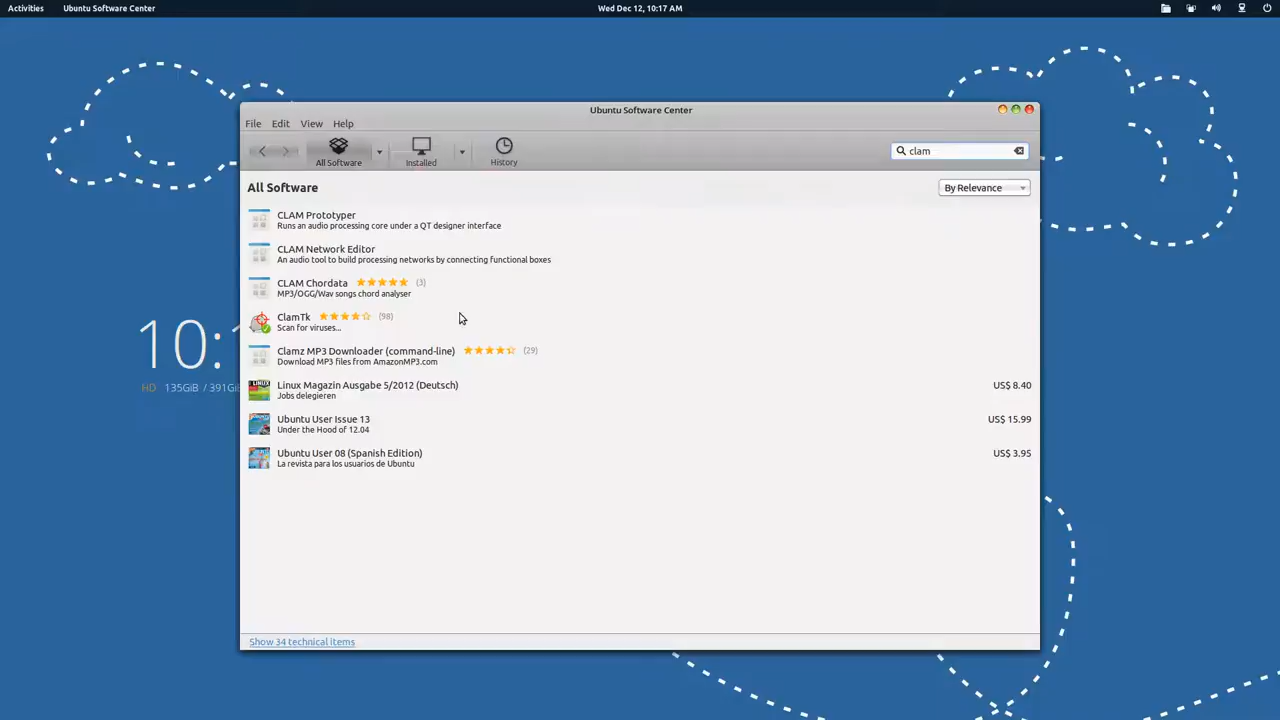 Activities Ubuntu Software Center Wed Dec 12, 10:17 AM
Ubuntu Software Center
File Edit View Help
All Software Installed History clam
All Software By Relevance
CLAM Prototyper
Runs an audio processing core under a QT designer interface
CLAM Network Editor
An audio tool to build processing networks by connecting functional boxes
CLAM Chordata (3)
MP3/OGG/Wav songs chord analyser
ClamTk (98)
Scan for viruses...
10:1
Clamz MP3 Downloader (command-line) (29)
Download MP3 files from AmazonMP3.com
HD 135GiB / 391Gi
Linux Magazin Ausgabe 5/2012 (Deutsch) US$ 8.40
Jobs delegieren
Ubuntu User Issue 13 US$ 15.99
Under the Hood of 12.04
Ubuntu User 08 (Spanish Edition) US$ 3.95
La revista para los usuarios de Ubuntu
Show 34 technical items